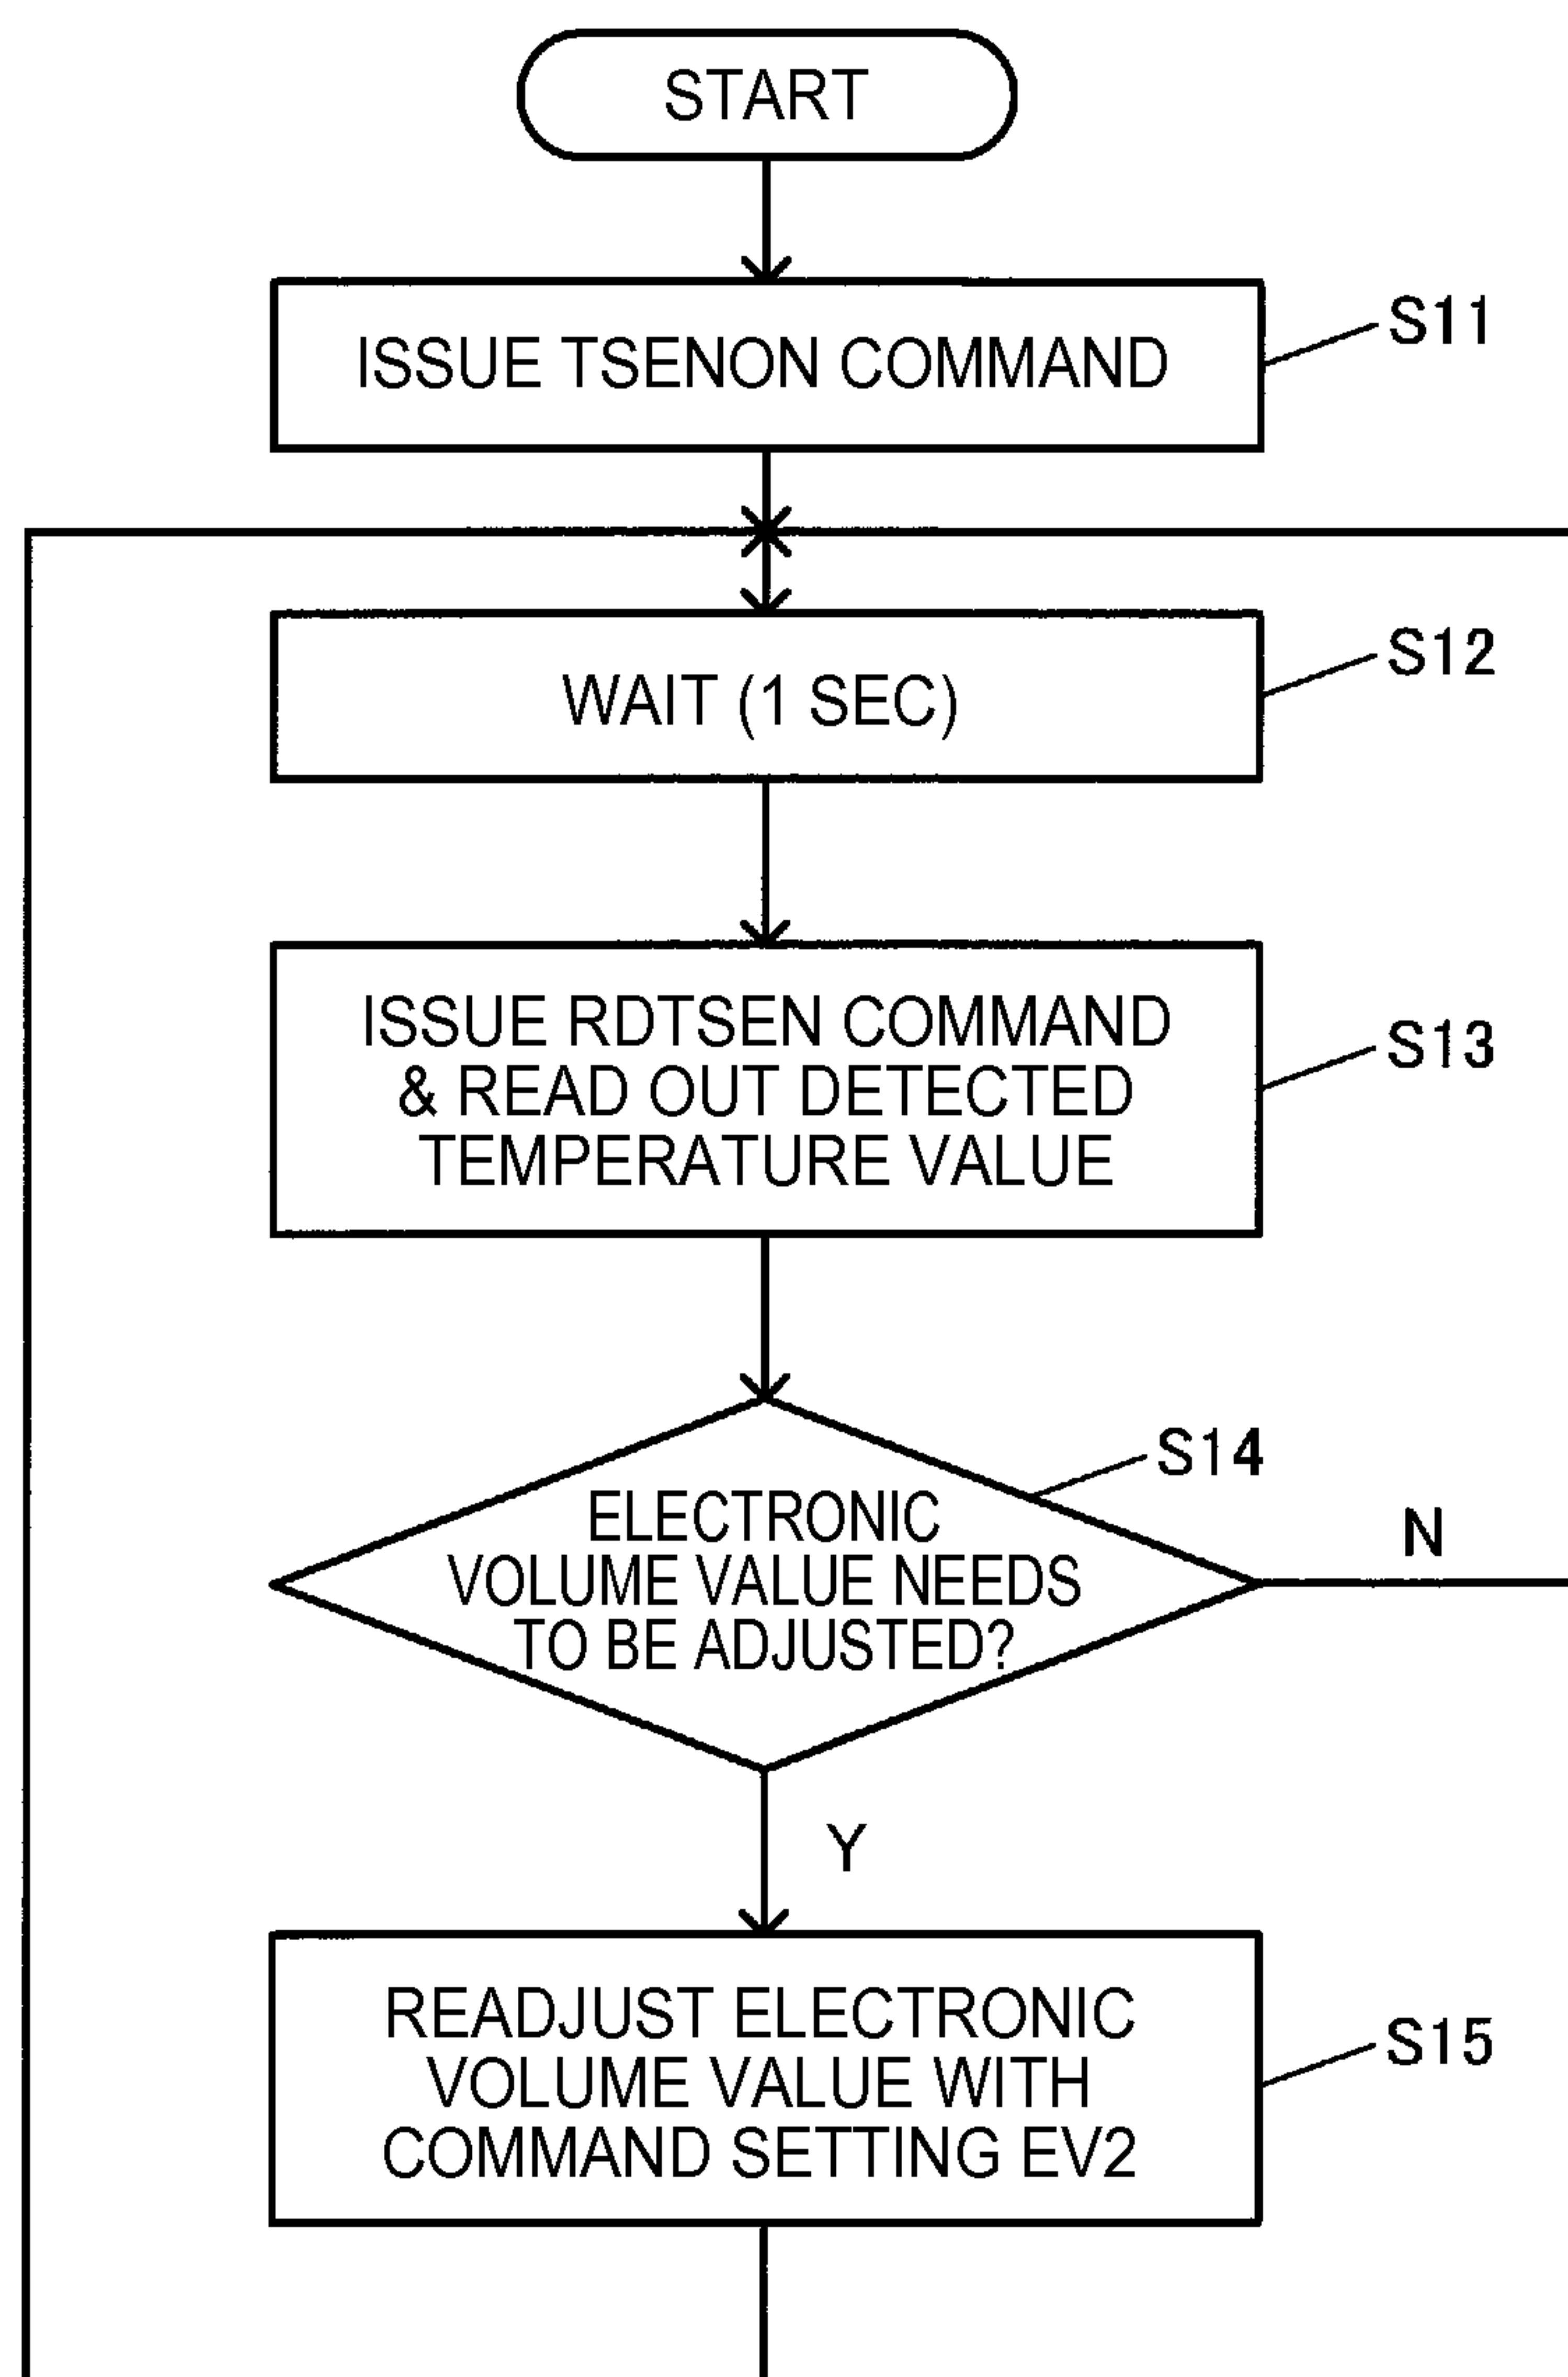 START
ISSUE TSENON COMMAND
S11
WAIT (1 SEC)
S12
ISSUE RDTSEN COMMAND
& READ OUT DETECTED
TEMPERATURE VALUE
S13
S14
ELECTRONIC
VOLUME VALUE NEEDS
TO BE ADJUSTED?
N
Y
READJUST ELECTRONIC
VOLUME VALUE WITH
COMMAND SETTING EV2
S15